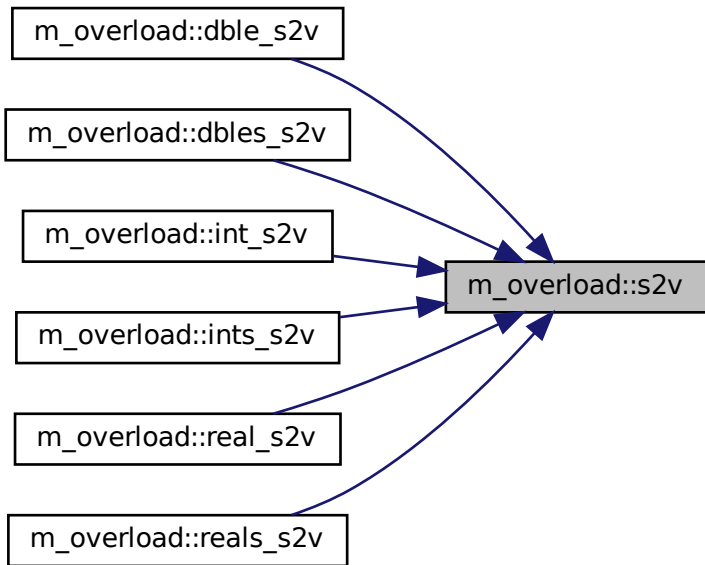 m_overload::dble_s2v
m_overload::dbles_s2v
m_overload::int_s2v
m_overload::s2v
m_overload::ints_s2v
m_overload::real_s2v
m_overload::reals_s2v